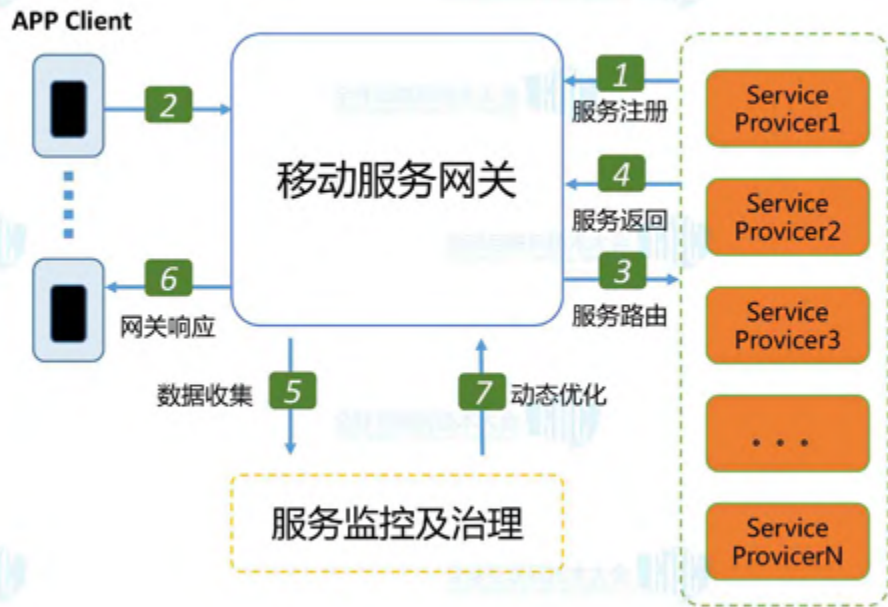 APP Client
1
服务注册
Service
Provicer1
2
移动服务网关
4
服务返回
Service
Provicer2
6
网关响应
3
服务路由
Service
Provicer3
数据收集
5
7
动态优化
...
服务监控及治理
Service
ProvicerN